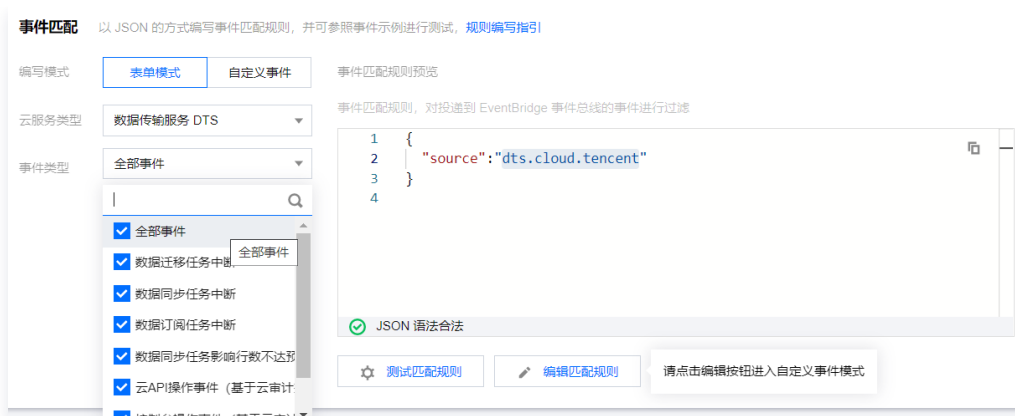 事件匹配 以 JSON 的方式编写事件匹配规则，并可参照事件示例进行测试，规则编写指引
编写模式 表单模式 自定义事件 事件匹配规则预览
云服务类型 数据传输服务 DTS 事件匹配规则，对投递到 EventBridge 事件总线的事件进行过滤
事件类型 全部事件
1 {
2 "source":"dts.cloud.tencent"
3 }
4
全部事件
全部事件
数据迁移任务中断
数据同步任务中断
数据订阅任务中断
数据同步任务影响行数不达预
云API操作事件（基于云审计
JSON 语法合法
测试匹配规则 编辑匹配规则 请点击编辑按钮进入自定义事件模式